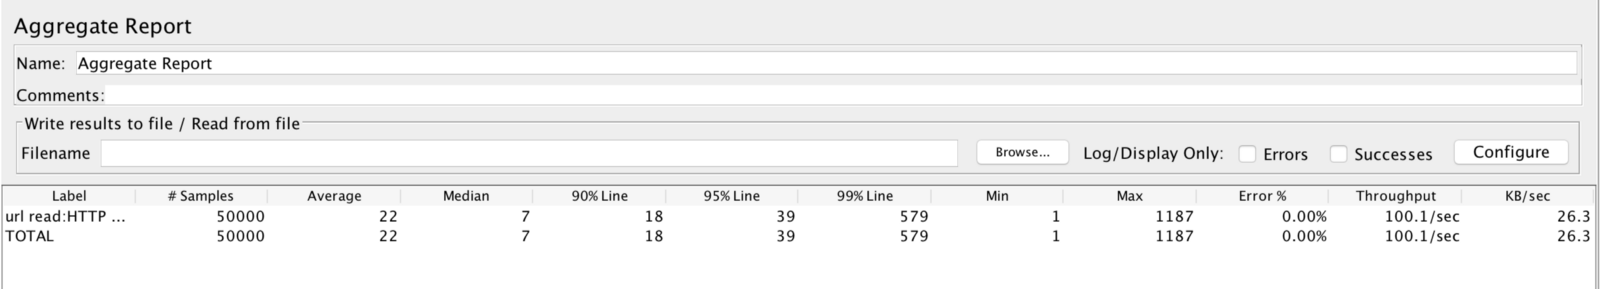 Aggregate Report
Name: Aggregate Report
Comments:
Write results to file / Read from file
Filename Browse... Log/Display Only: Errors Successes Configure
Label # Samples Average Median 90% Line 95% Line 99% Line Min Max Error % Throughput KB/sec
url read:HTTP ... 50000 22 7 18 39 579 1 1187 0.00% 100.1/sec 26.3
TOTAL 50000 22 7 18 39 579 1 1187 0.00% 100.1/sec 26.3